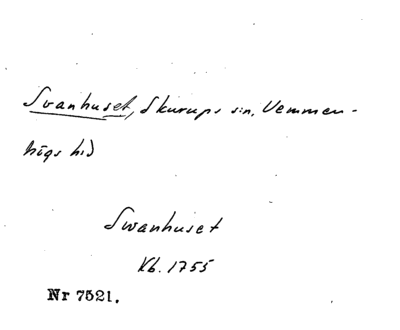 Svanhuset, Skurups sn, Vemmen-
högs hd
Swanhuset
Kb. 1755
Nr 7521.